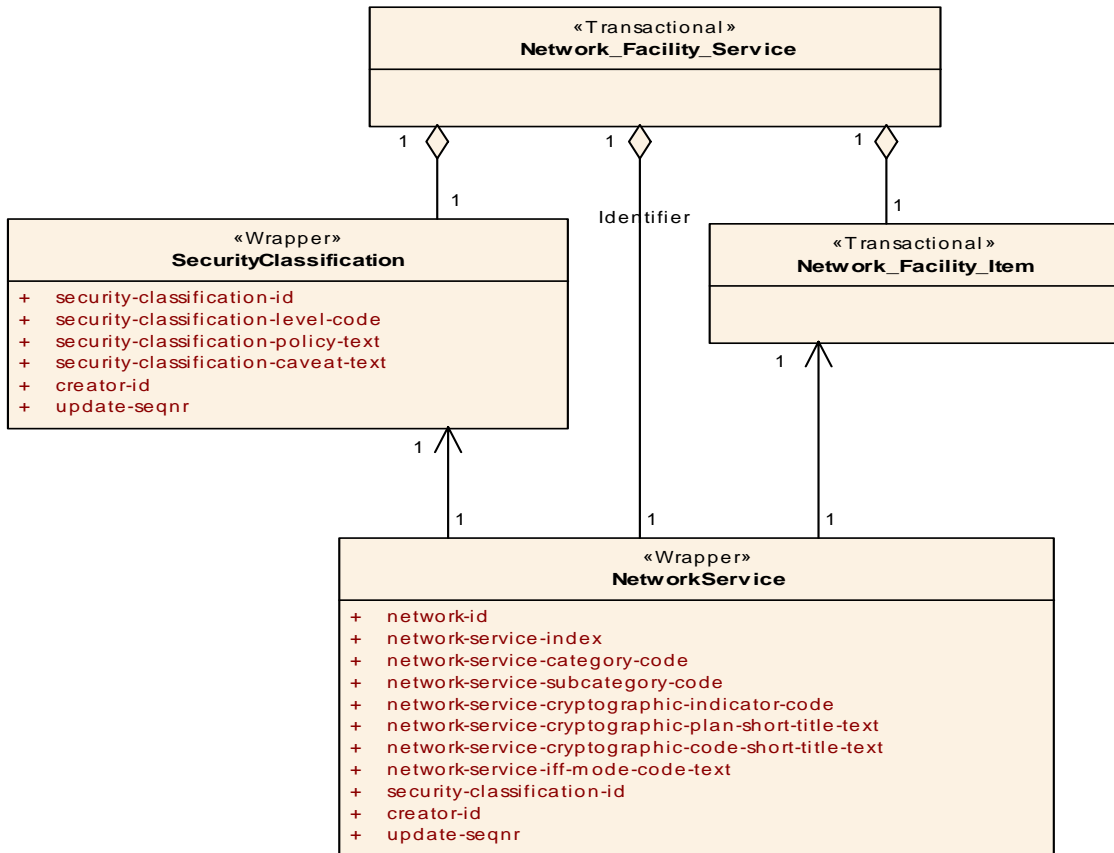 «Transactional»
Network_Facility_Service
1
1
1
1
Identifier
1
«Wrapper»
SecurityClassification
+ security-classification-id
+ security-classification-level-code
+ security-classification-policy-text
+ security-classification-caveat-text
+ creator-id
+ update-seqnr
«Transactional»
Network_Facility_Item
1
1
1
1
1
«Wrapper»
NetworkService
+ network-id
+ network-service-index
+ network-service-category-code
+ network-service-subcategory-code
+ network-service-cryptographic-indicator-code
+ network-service-cryptographic-plan-short-title-text
+ network-service-cryptographic-code-short-title-text
+ network-service-iff-mode-code-text
+ security-classification-id
+ creator-id
+ update-seqnr